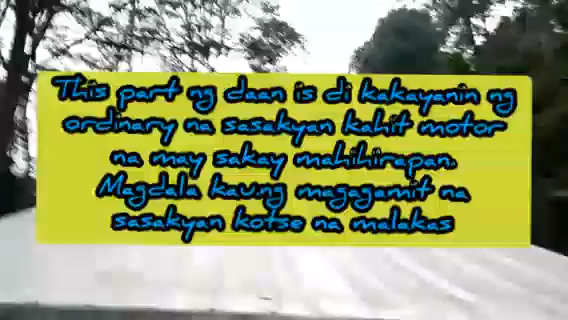 This part ng daan is di kakayanin ng
ordinary na sasakyan kahit motor
na may sakay mahihirapan.
Magdala kaung magagamit na
sasakyan kotse na malakas